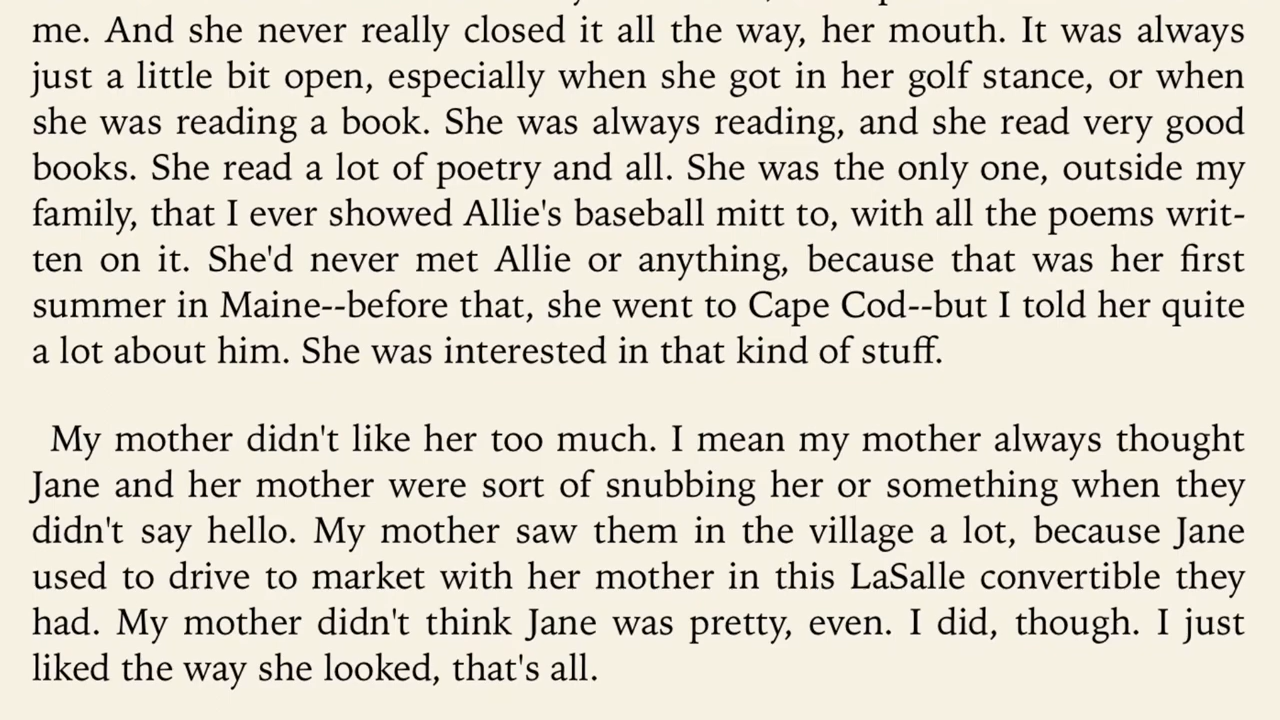 me. And she never really closed it all the way, her mouth. It was always
just a little bit open, especially when she got in her golf stance, or when
she was reading a book. She was always reading, and she read very good
books. She read a lot of poetry and all. She was the only one, outside my
family, that I ever showed Allie's baseball mitt to, with all the poems writ-
ten on it. She'd never met Allie or anything, because that was her first
summer in Maine--before that, she went to Cape Cod--but I told her quite
a lot about him. She was interested in that kind of stuff.
My mother didn't like her too much. I mean my mother always thought
Jane and her mother were sort of snubbing her or something when they
didn't say hello. My mother saw them in the village a lot, because Jane
used to drive to market with her mother in this LaSalle convertible they
had. My mother didn't think Jane was pretty, even. I did, though. I just
liked the way she looked, that's all.